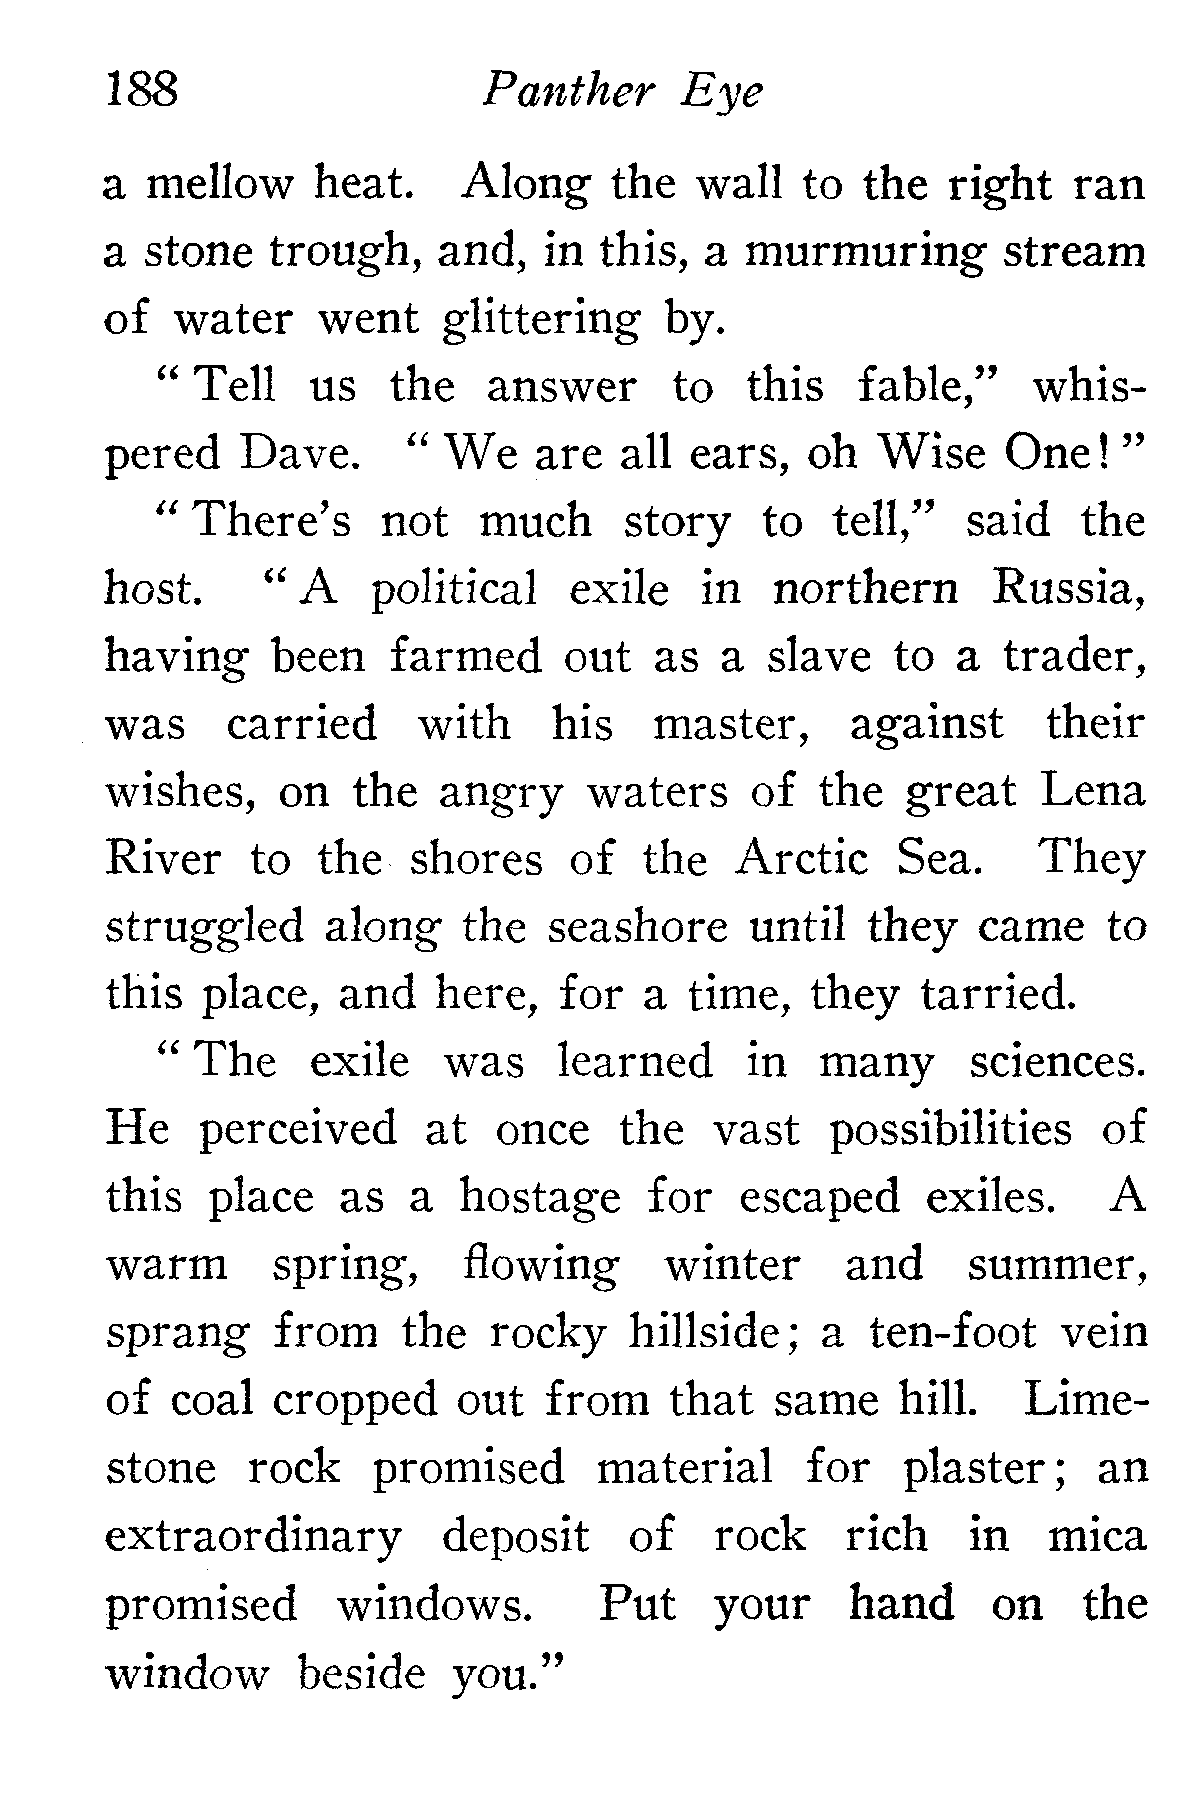 188 Panther Eye
a mellow heat. Along the wall to the right ran
a stone trough, and, in this, a murmuring stream
of water went glittering by.
“ Tell us the answer to this fable,” whis-
pered Dave. “ We are all ears, oh Wise One! ”
“ There’s not much story to tell,” said the
host. “ A political exile in northern Russia,
having been farmed out as a slave to a trader,
was carried with his master, against their
wishes, on the angry waters of the great Lena
River to the shores of the Arctic Sea. They
struggled along the seashore until they came to
this place, and here, for a time, they tarried.
“ The exile was learned in many sciences.
He perceived at once the vast possibilities of
this place as a hostage for escaped exiles. A
warm spring, flowing winter and summer,
sprang from the rocky hillside; a ten-foot vein
of coal cropped out from that same hill. Lime-
stone rock promised material for plaster; an
extraordinary deposit of rock rich in mica
promised windows. Put your hand on the
window beside you.”